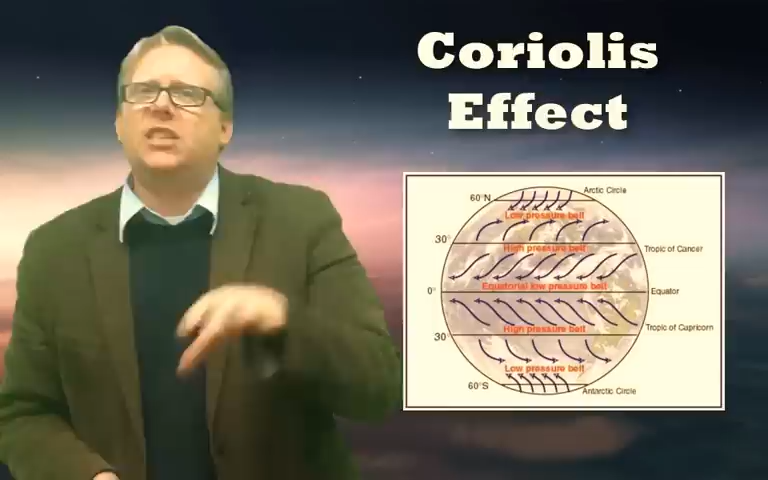 Coriolis
Effect
60°N
Arctic Circle
Low pressure belt
30°
High pressure belt
Tropic of Cancer
Equatorial low pressure belt
0°
Equator
High pressure belt
Tropic of Capricorn
30°
Low pressure belt
60°S
Antarctic Circle